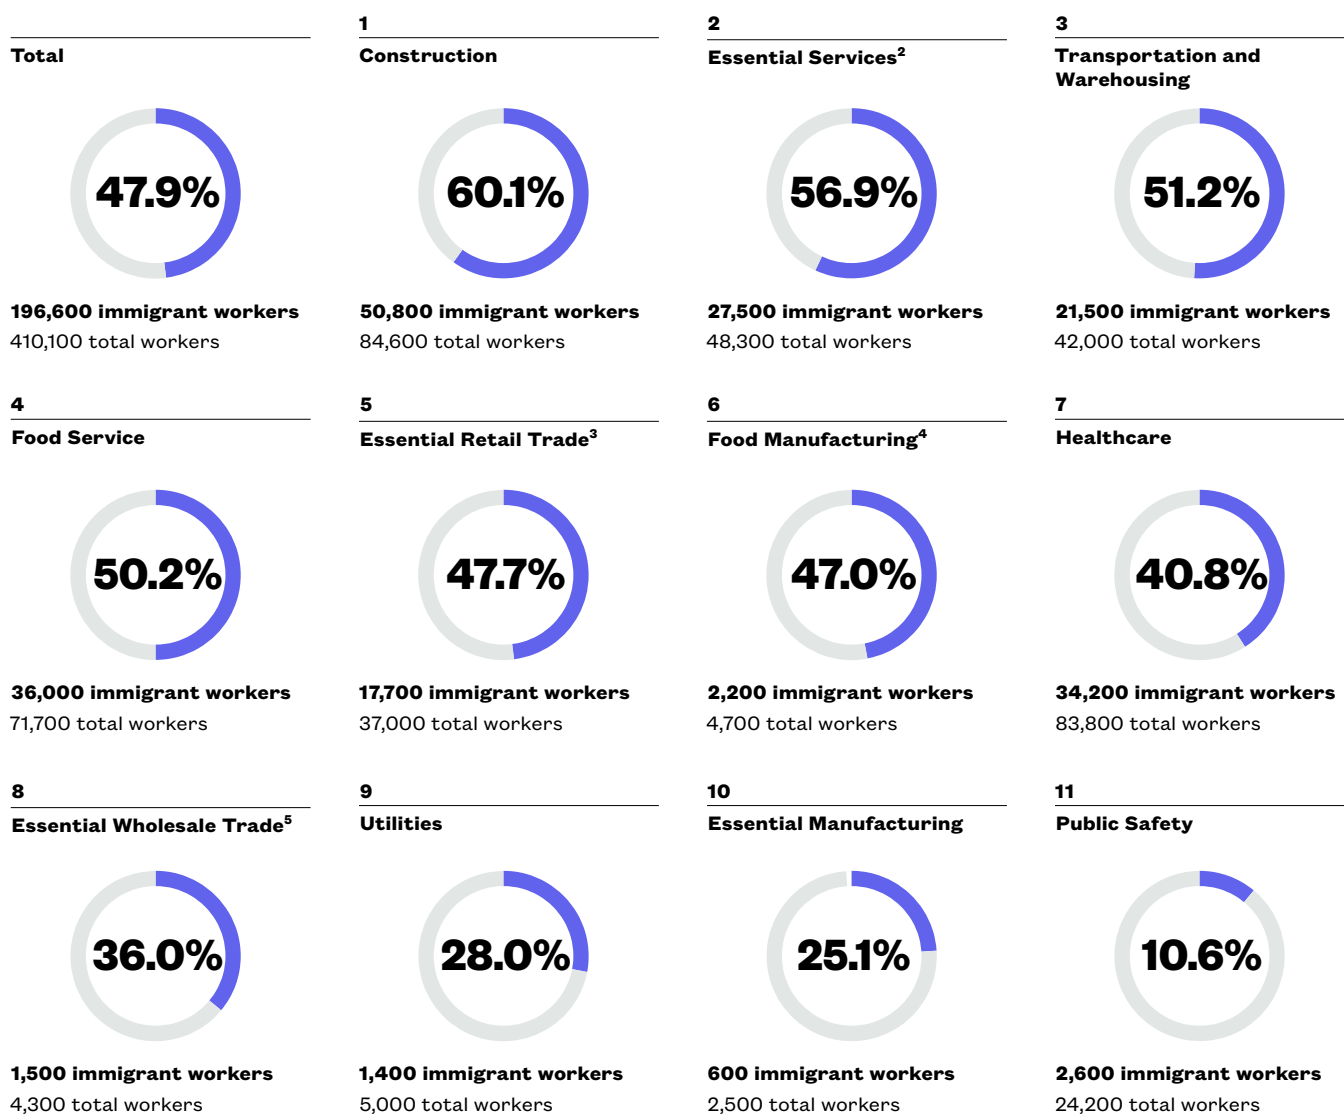 Total
47.9%
196,600 immigrant workers
410,100 total workers
1
Construction
60.1%
50,800 immigrant workers
84,600 total workers
2
Essential Services²
56.9%
27,500 immigrant workers
48,300 total workers
3
Transportation and
Warehousing
51.2%
21,500 immigrant workers
42,000 total workers
4
Food Service
50.2%
36,000 immigrant workers
71,700 total workers
5
Essential Retail Trade³
47.7%
17,700 immigrant workers
37,000 total workers
6
Food Manufacturing⁴
47.0%
2,200 immigrant workers
4,700 total workers
7
Healthcare
40.8%
34,200 immigrant workers
83,800 total workers
8
Essential Wholesale Trade⁵
36.0%
1,500 immigrant workers
4,300 total workers
9
Utilities
28.0%
1,400 immigrant workers
5,000 total workers
10
Essential Manufacturing
25.1%
600 immigrant workers
2,500 total workers
11
Public Safety
10.6%
2,600 immigrant workers
24,200 total workers